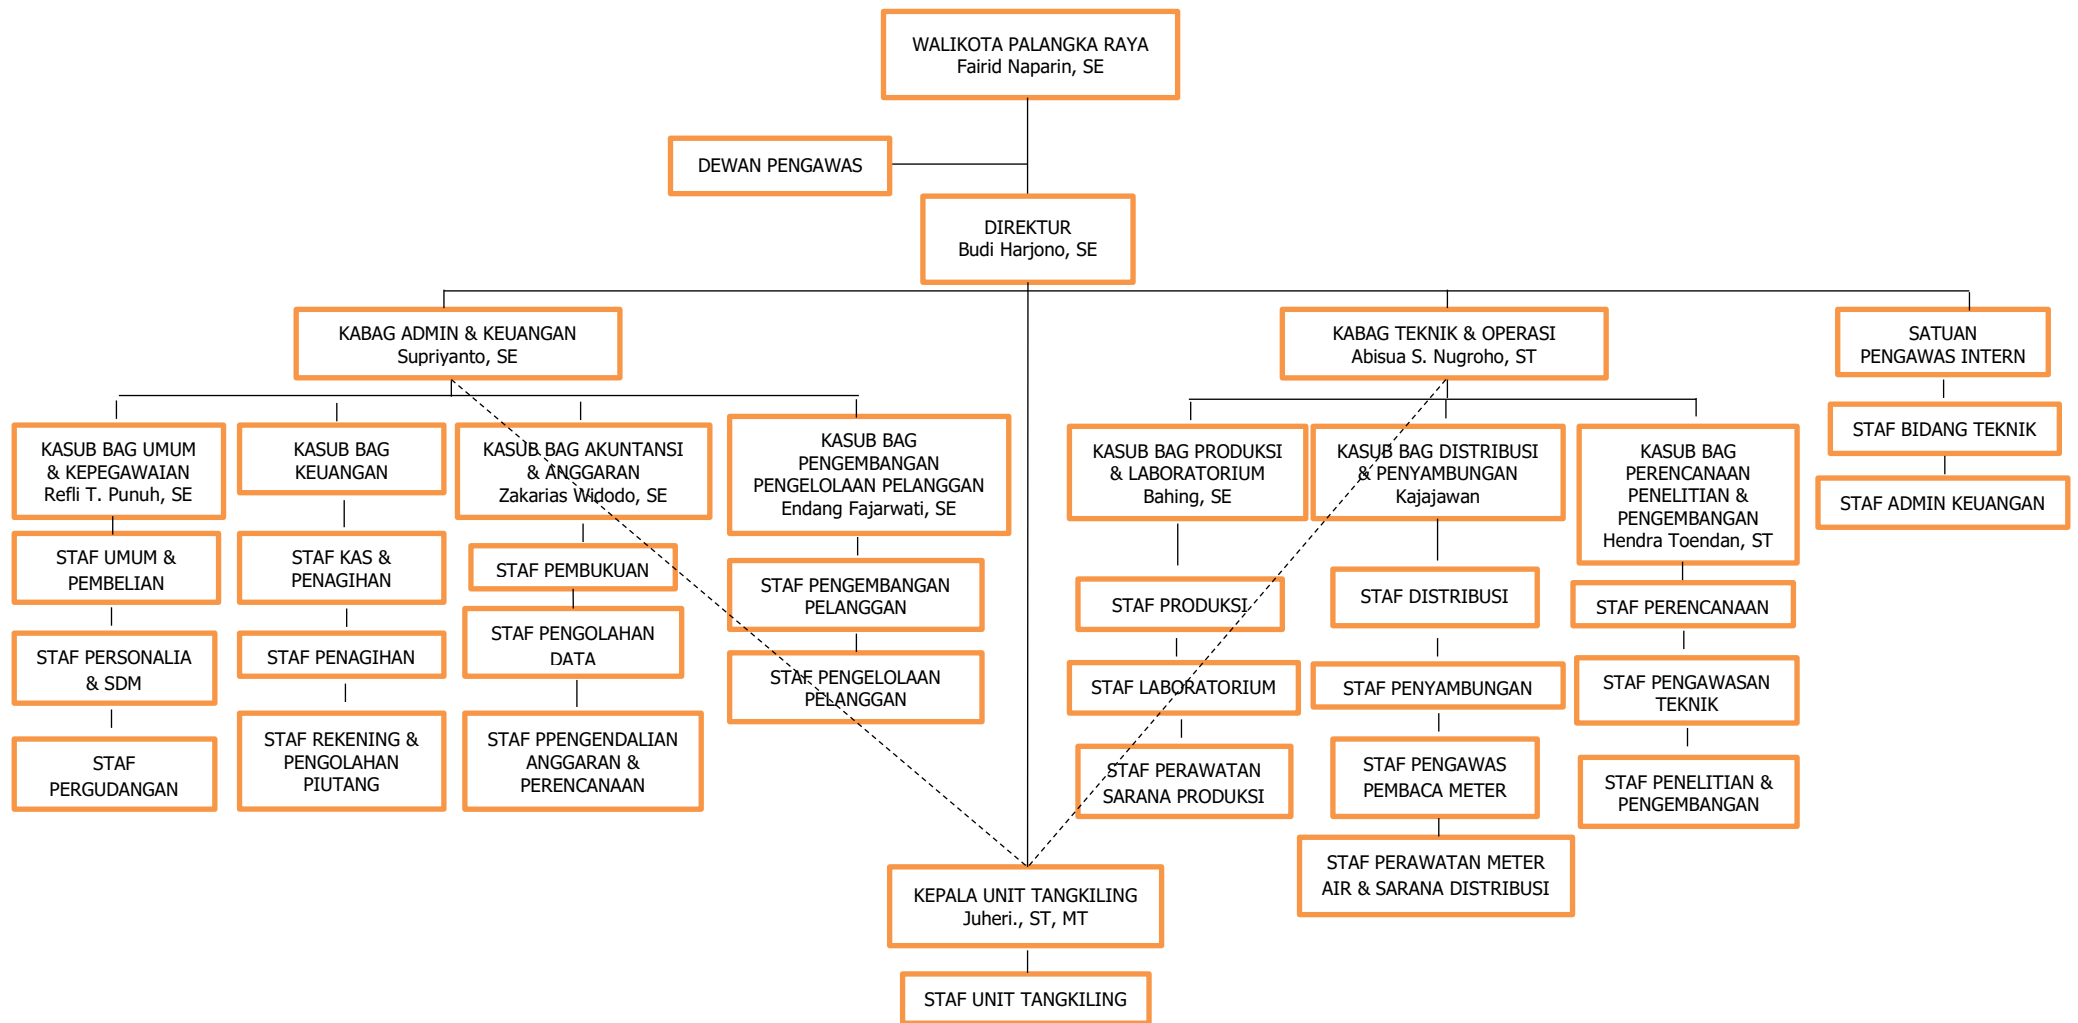 WALIKOTA PALANGKA RAYA
Fairid Naparin, SE
DEWAN PENGAWAS
DIREKTUR
Budi Harjono, SE
KABAG ADMIN & KEUANGAN
Supriyanto, SE
KABAG TEKNIK & OPERASI
Abisua S. Nugroho, ST
SATUAN
PENGAWAS INTERN
KASUB BAG UMUM
& KEPEGAWAIAN
Refli T. Punuh, SE
STAF UMUM &
PEMBELIAN
STAF PERSONALIA
& SDM
STAF
PERGUDANGAN
KASUB BAG
KEUANGAN
STAF KAS &
PENAGIHAN
STAF PENAGIHAN
STAF REKENING &
PENGOLAHAN
PIUTANG
KASUB BAG AKUNTANSI
& ANGGARAN
Zakarias Widodo, SE
STAF PEMBUKUAN
STAF PENGOLAHAN
DATA
STAF PPENGENDALIAN
ANGGARAN &
PERENCANAAN
KASUB BAG
PENGEMBANGAN
PENGELOLAAN PELANGGAN
Endang Fajarwati, SE
STAF PENGEMBANGAN
PELANGGAN
STAF PENGELOLAAN
PELANGGAN
KASUB BAG PRODUKSI
& LABORATORIUM
Bahing, SE
STAF PRODUKSI
STAF LABORATORIUM
STAF PERAWATAN
SARANA PRODUKSI
KASUB BAG DISTRIBUSI
& PENYAMBUNGAN
Kajajawan
STAF DISTRIBUSI
STAF PENYAMBUNGAN
STAF PENGAWAS
PEMBACA METER
STAF PERAWATAN METER
AIR & SARANA DISTRIBUSI
KASUB BAG
PERENCANAAN
PENELITIAN &
PENGEMBANGAN
Hendra Toendan, ST
STAF PERENCANAAN
STAF PENGAWASAN
TEKNIK
STAF PENELITIAN &
PENGEMBANGAN
STAF BIDANG TEKNIK
STAF ADMIN KEUANGAN
KEPALA UNIT TANGKILING
Juheri., ST, MT
STAF UNIT TANGKILING